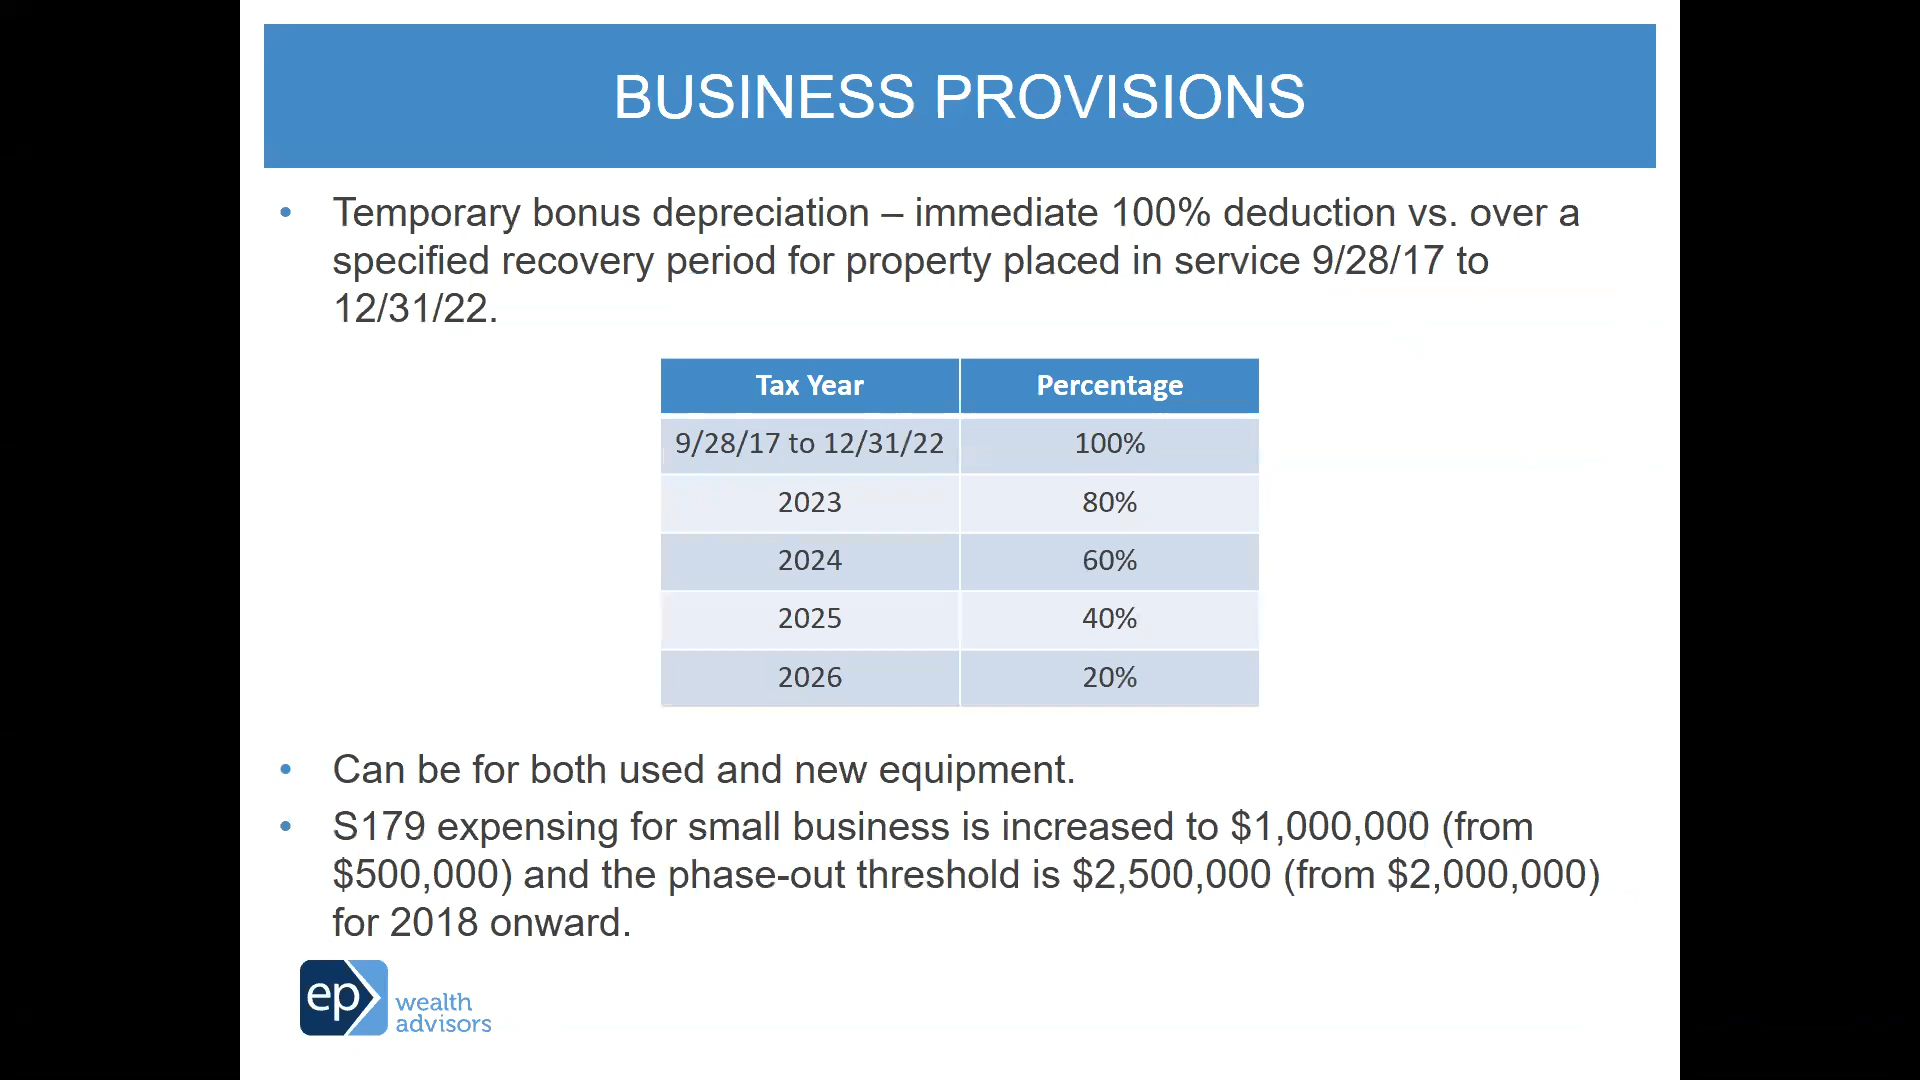 BUSINESS PROVISIONS
• Temporary bonus depreciation – immediate 100% deduction vs. over a
specified recovery period for property placed in service 9/28/17 to
12/31/22.
Tax Year Percentage
9/28/17 to 12/31/22 100%
2023 80%
2024 60%
2025 40%
2026 20%
• Can be for both used and new equipment.
• S179 expensing for small business is increased to $1,000,000 (from
$500,000) and the phase-out threshold is $2,500,000 (from $2,000,000)
for 2018 onward.
ep wealth
advisors